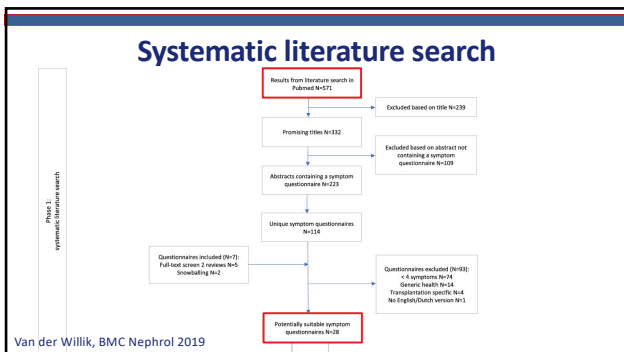 Systematic literature search
Results from literature search in
Pubmed N=571
Excluded based on title N=239
Promising titles N=332
Excluded based on abstract not
containing a symptom
questionnaire N=109
Abstracts containing a symptom
questionnaire N=223
Phase 1:
systematic literature search
Unique symptom questionnaires
N=114
Questionnaires included (N=7):
Full-text screen 2 reviews N=5
Snowballing N=2
Questionnaires excluded (N=93):
< 4 symptoms N=74
Generic health N=14
Transplantation specific N=4
No English/Dutch version N=1
Potentially suitable symptom
questionnaires N=28
Van der Willik, BMC Nephrol 2019